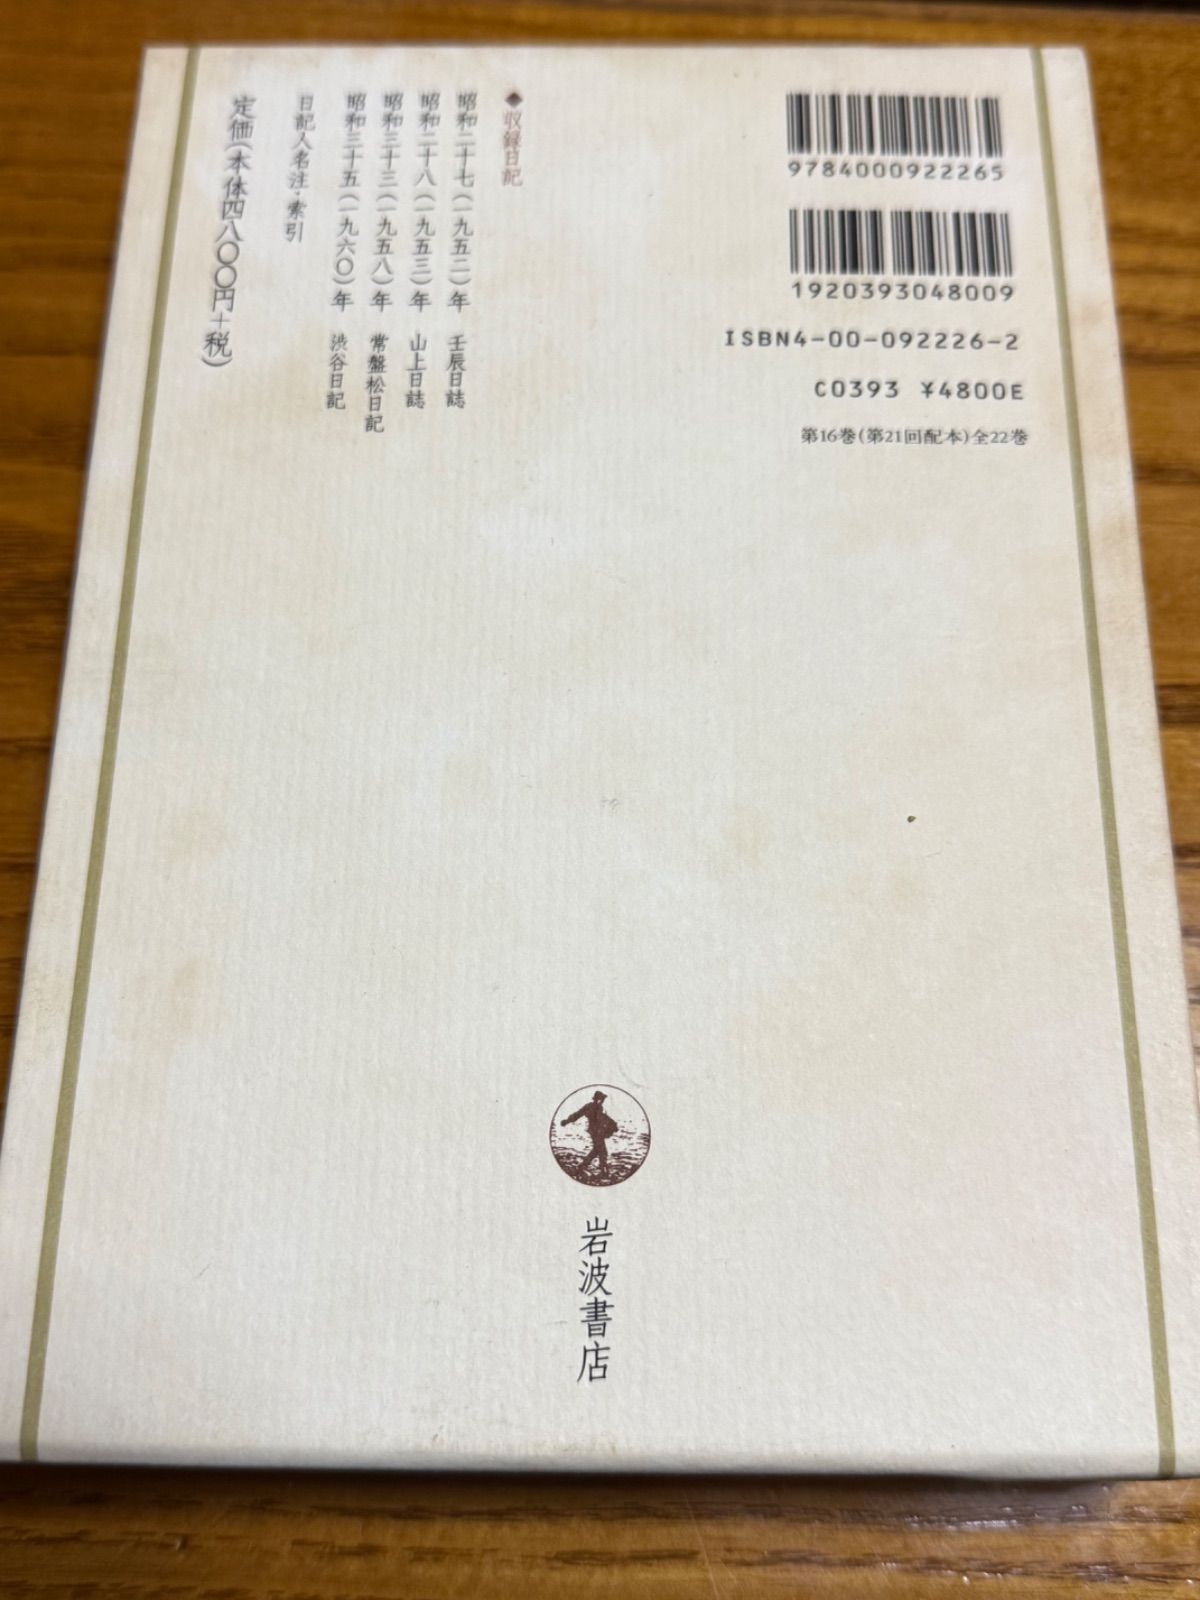 9784000922265
1920393048009
ISBN4-00-092226-2
C0393 ¥4800E
第16巻(第21回配本)全22巻
◆収録日記
昭和二十七(一九五二)年 壬辰日誌
昭和二十八(一九五三)年 山上日誌
昭和三十三(一九五八)年 常盤松日記
昭和三十五(一九六〇)年 渋谷日記
日記人名注・索引
定価(本体四八〇〇円+税)
岩波書店